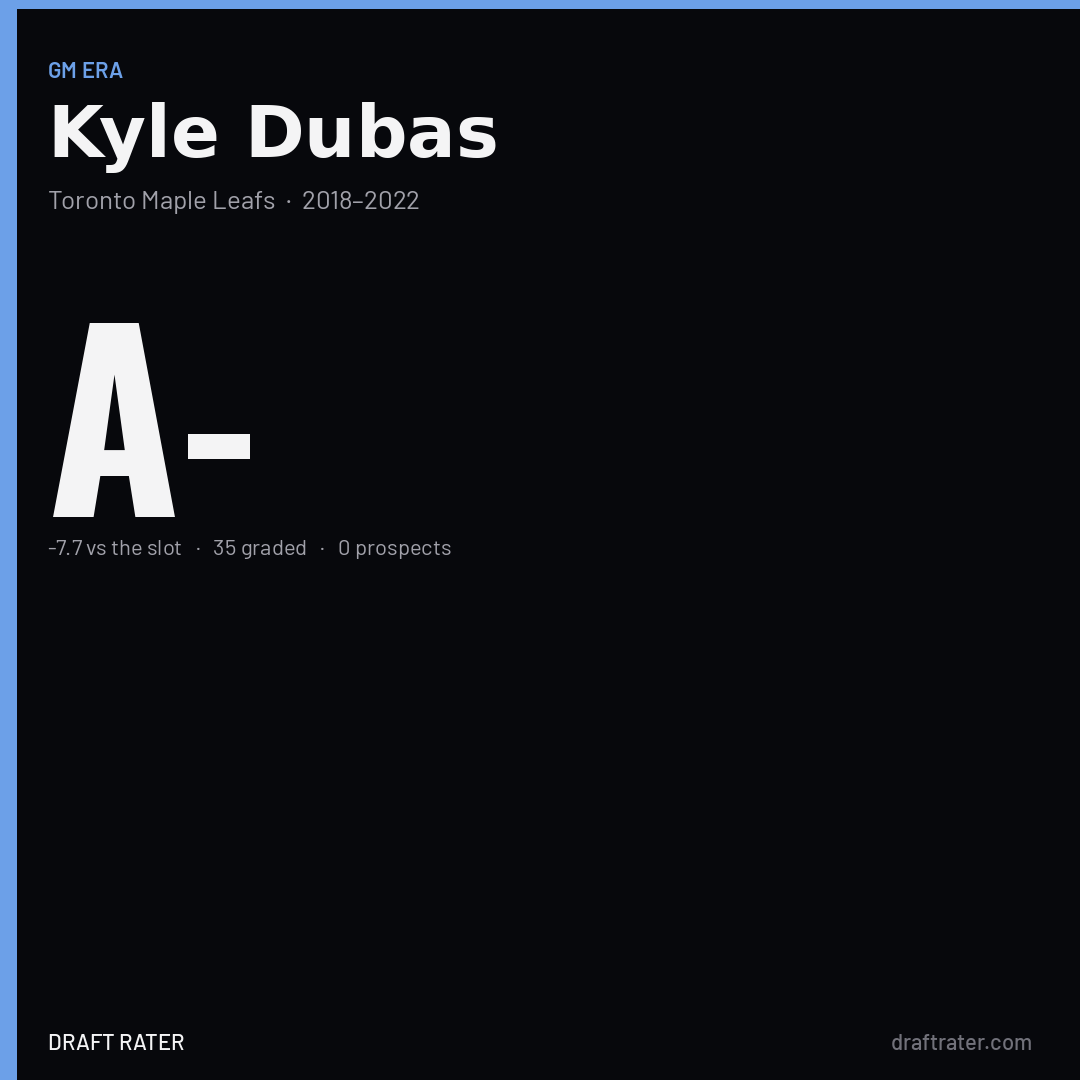 GM ERA
Kyle Dubas
Toronto Maple Leafs · 2018–2022
A-
-7.7 vs the slot · 35 graded · 0 prospects
DRAFT RATER
draftrater.com